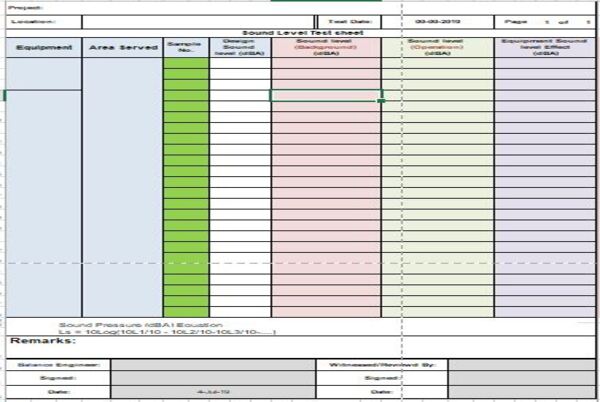 Project:
Location: Test Date: 00-00-2019 Page 1 of 1
Sound Level Test sheet
Equipment Area Served Sample No. Design Sound level (dBA) Sound level (Background) (dBA) Sound level (Operation) (dBA) Equipment Sound level Effect (dBA)
Sound Pressure (dBA) Equation
Ls = 10Log(10L1/10 - 10L2/10-10L3/10-....)
Remarks:
Balance Engineer: Witnessed/Reviewd By:
Signed: Signed:
Date: 4-Jul-19 Date: